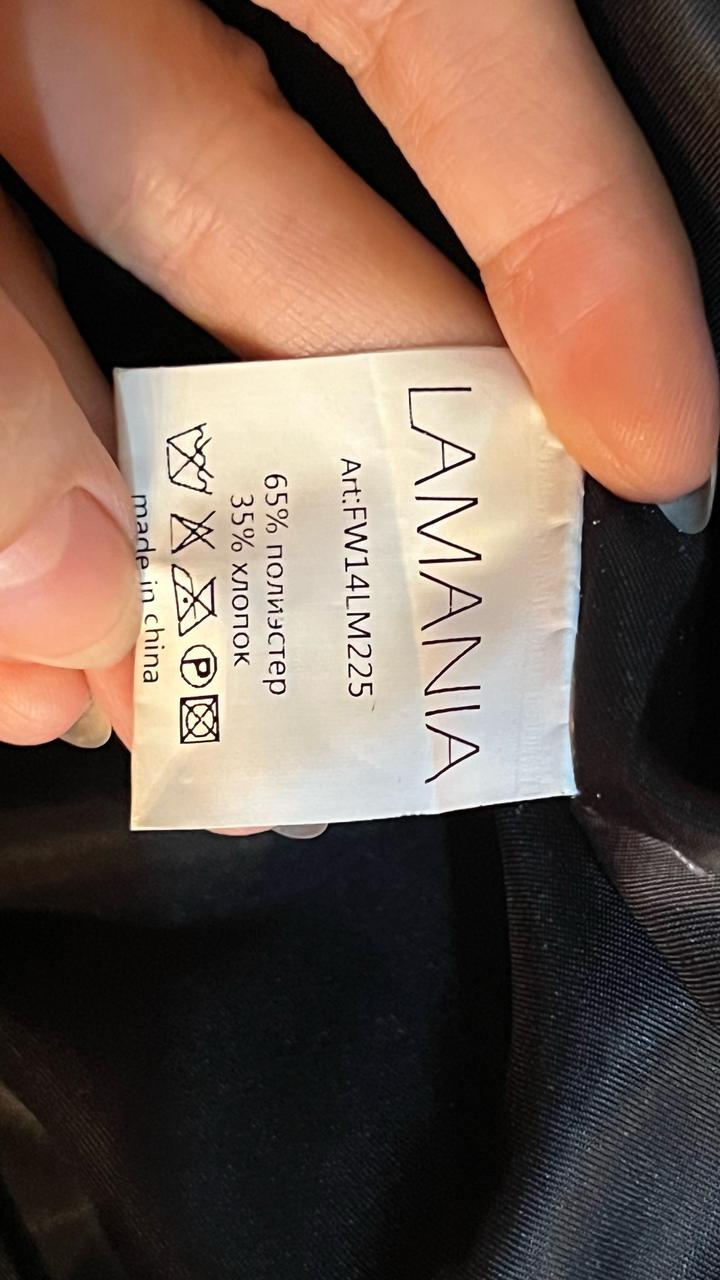 LAMANIA
Art:FW14LM225
65% полиэстер
35% хлопок
P
made in china